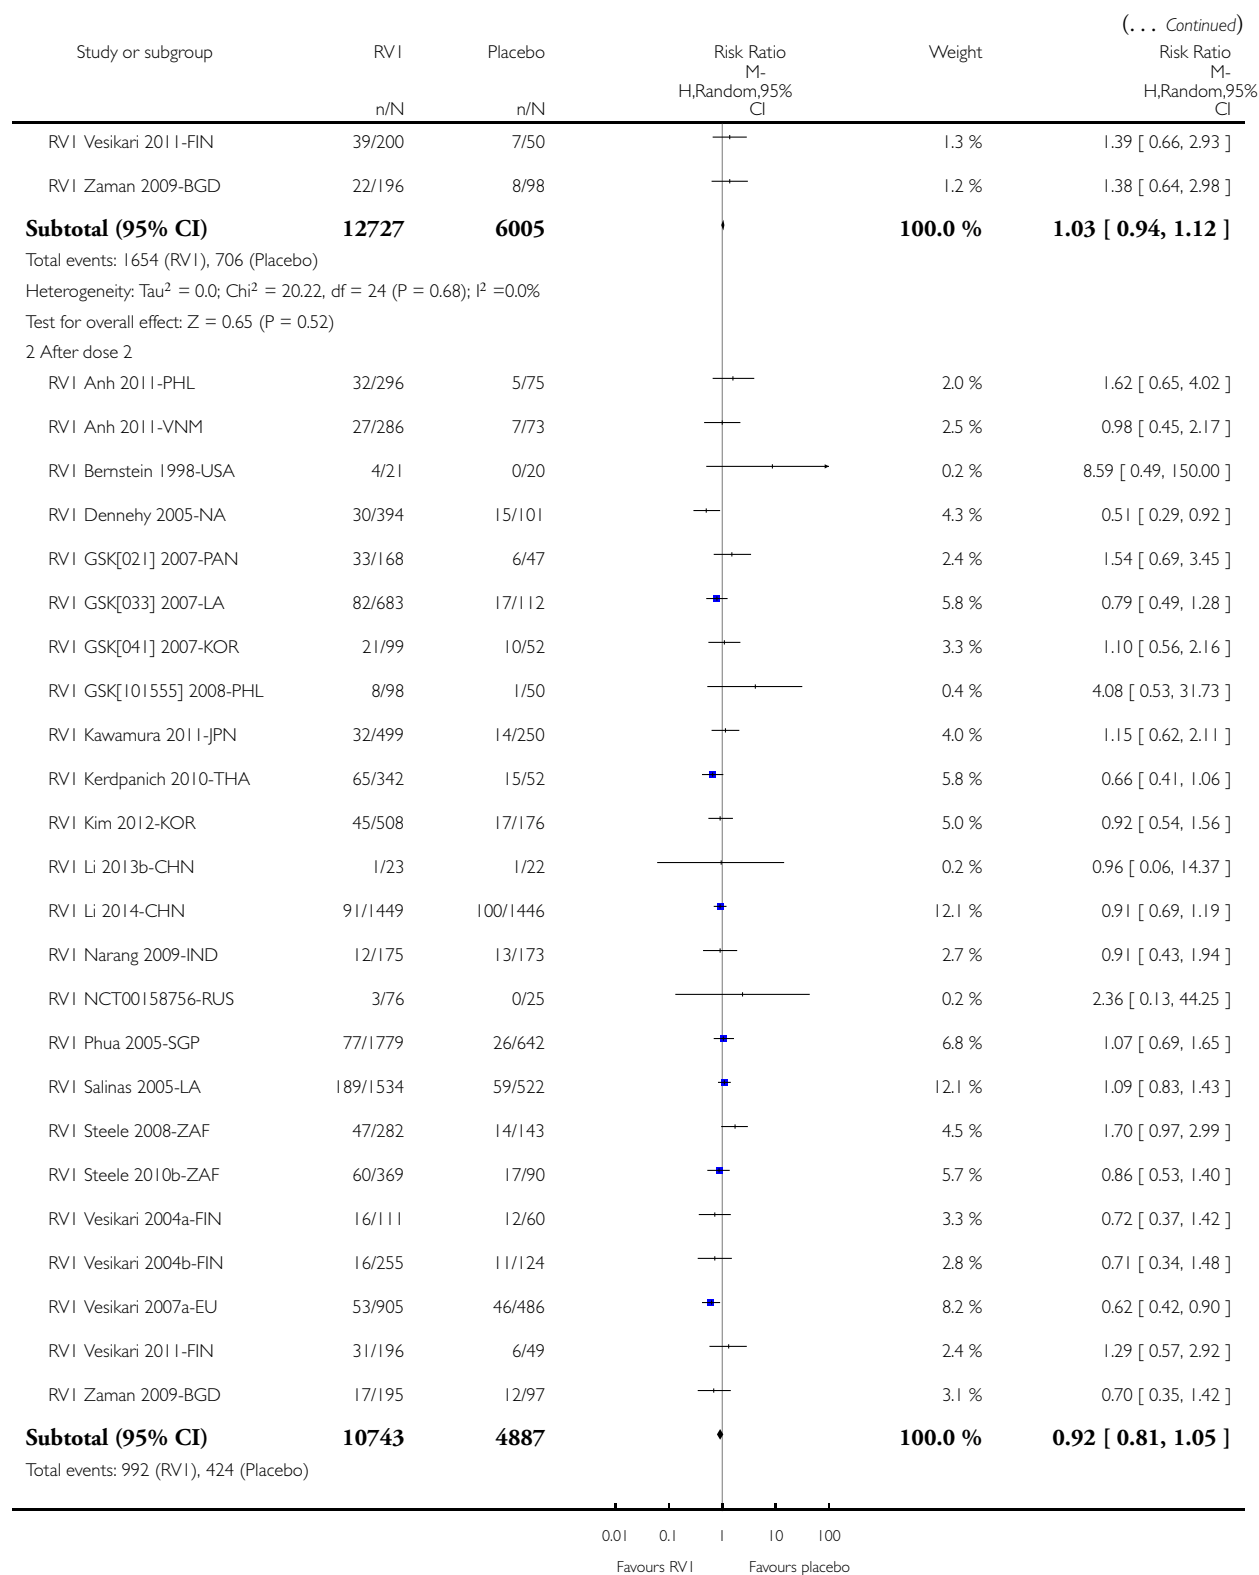 (... Continued)
Study or subgroup RV1 Placebo Risk Ratio Weight Risk Ratio
M- M-
H,Random,95% H,Random,95%
n/N n/N CI CI
RV1 Vesikari 2011-FIN 39/200 7/50 1.3 % 1.39 [ 0.66, 2.93 ]
RV1 Zaman 2009-BGD 22/196 8/98 1.2 % 1.38 [ 0.64, 2.98 ]
Subtotal (95% CI) 12727 6005 100.0 % 1.03 [ 0.94, 1.12 ]
Total events: 1654 (RV1), 706 (Placebo)
Heterogeneity: Tau² = 0.0; Chi² = 20.22, df = 24 (P = 0.68); I² =0.0%
Test for overall effect: Z = 0.65 (P = 0.52)
2 After dose 2
RV1 Anh 2011-PHL 32/296 5/75 2.0 % 1.62 [ 0.65, 4.02 ]
RV1 Anh 2011-VNM 27/286 7/73 2.5 % 0.98 [ 0.45, 2.17 ]
RV1 Bernstein 1998-USA 4/21 0/20 0.2 % 8.59 [ 0.49, 150.00 ]
RV1 Dennehy 2005-NA 30/394 15/101 4.3 % 0.51 [ 0.29, 0.92 ]
RV1 GSK[021] 2007-PAN 33/168 6/47 2.4 % 1.54 [ 0.69, 3.45 ]
RV1 GSK[033] 2007-LA 82/683 17/112 5.8 % 0.79 [ 0.49, 1.28 ]
RV1 GSK[041] 2007-KOR 21/99 10/52 3.3 % 1.10 [ 0.56, 2.16 ]
RV1 GSK[101555] 2008-PHL 8/98 1/50 0.4 % 4.08 [ 0.53, 31.73 ]
RV1 Kawamura 2011-JPN 32/499 14/250 4.0 % 1.15 [ 0.62, 2.11 ]
RV1 Kerdpanich 2010-THA 65/342 15/52 5.8 % 0.66 [ 0.41, 1.06 ]
RV1 Kim 2012-KOR 45/508 17/176 5.0 % 0.92 [ 0.54, 1.56 ]
RV1 Li 2013b-CHN 1/23 1/22 0.2 % 0.96 [ 0.06, 14.37 ]
RV1 Li 2014-CHN 91/1449 100/1446 12.1 % 0.91 [ 0.69, 1.19 ]
RV1 Narang 2009-IND 12/175 13/173 2.7 % 0.91 [ 0.43, 1.94 ]
RV1 NCT00158756-RUS 3/76 0/25 0.2 % 2.36 [ 0.13, 44.25 ]
RV1 Phua 2005-SGP 77/1779 26/642 6.8 % 1.07 [ 0.69, 1.65 ]
RV1 Salinas 2005-LA 189/1534 59/522 12.1 % 1.09 [ 0.83, 1.43 ]
RV1 Steele 2008-ZAF 47/282 14/143 4.5 % 1.70 [ 0.97, 2.99 ]
RV1 Steele 2010b-ZAF 60/369 17/90 5.7 % 0.86 [ 0.53, 1.40 ]
RV1 Vesikari 2004a-FIN 16/111 12/60 3.3 % 0.72 [ 0.37, 1.42 ]
RV1 Vesikari 2004b-FIN 16/255 11/124 2.8 % 0.71 [ 0.34, 1.48 ]
RV1 Vesikari 2007a-EU 53/905 46/486 8.2 % 0.62 [ 0.42, 0.90 ]
RV1 Vesikari 2011-FIN 31/196 6/49 2.4 % 1.29 [ 0.57, 2.92 ]
RV1 Zaman 2009-BGD 17/195 12/97 3.1 % 0.70 [ 0.35, 1.42 ]
Subtotal (95% CI) 10743 4887 100.0 % 0.92 [ 0.81, 1.05 ]
Total events: 992 (RV1), 424 (Placebo)
0.01 0.1 1 10 100
Favours RV1 Favours placebo